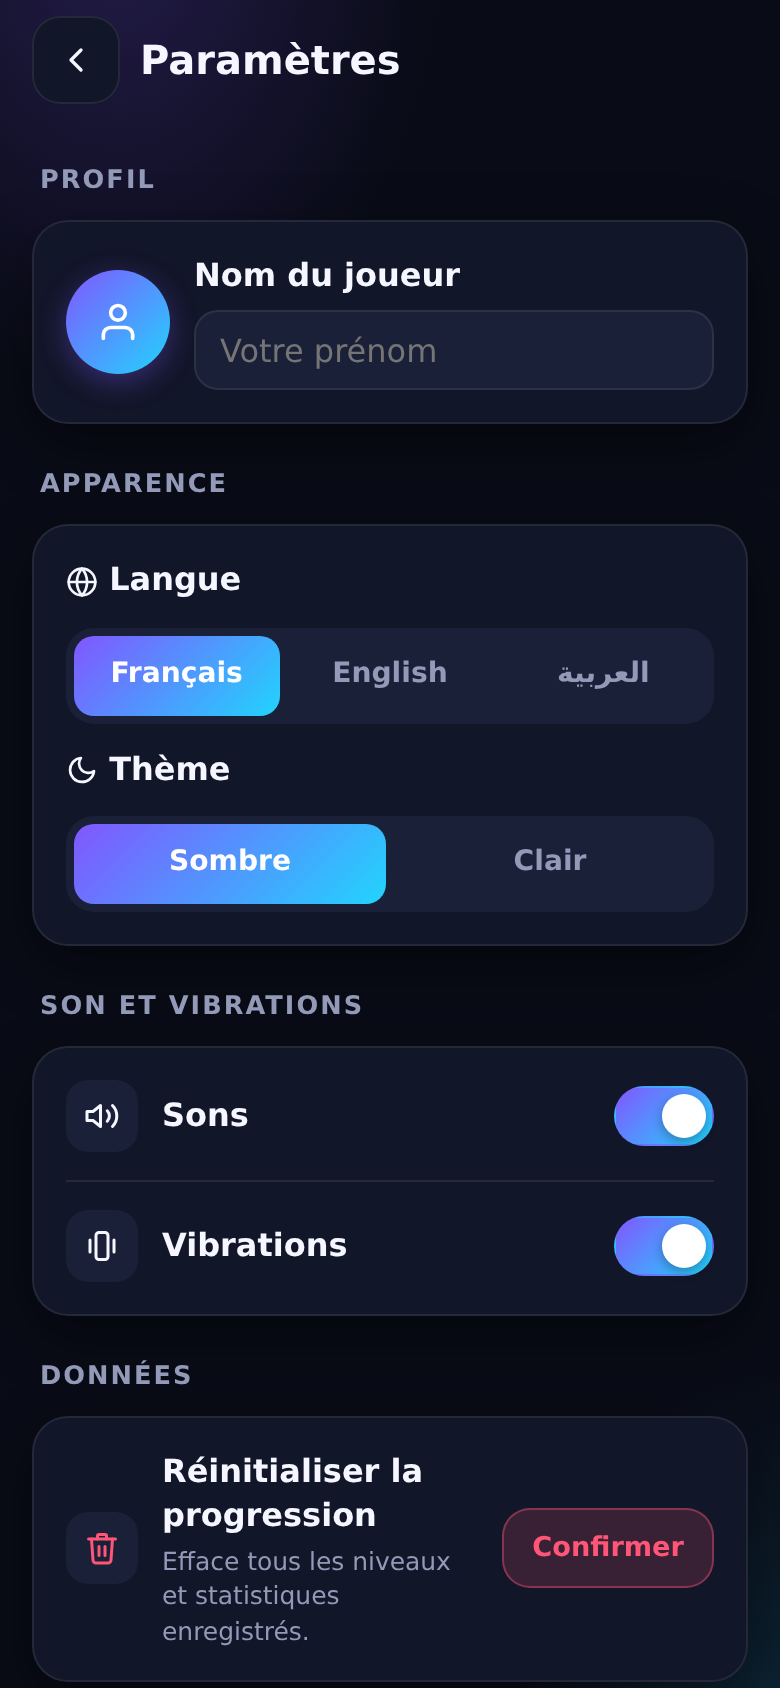 Paramètres
PROFIL
Nom du joueur
Votre prénom
APPARENCE
Langue
Français English العربية
Thème
Sombre Clair
SON ET VIBRATIONS
Sons
Vibrations
DONNÉES
Réinitialiser la
progression
Efface tous les niveaux
et statistiques
enregistrés.
Confirmer